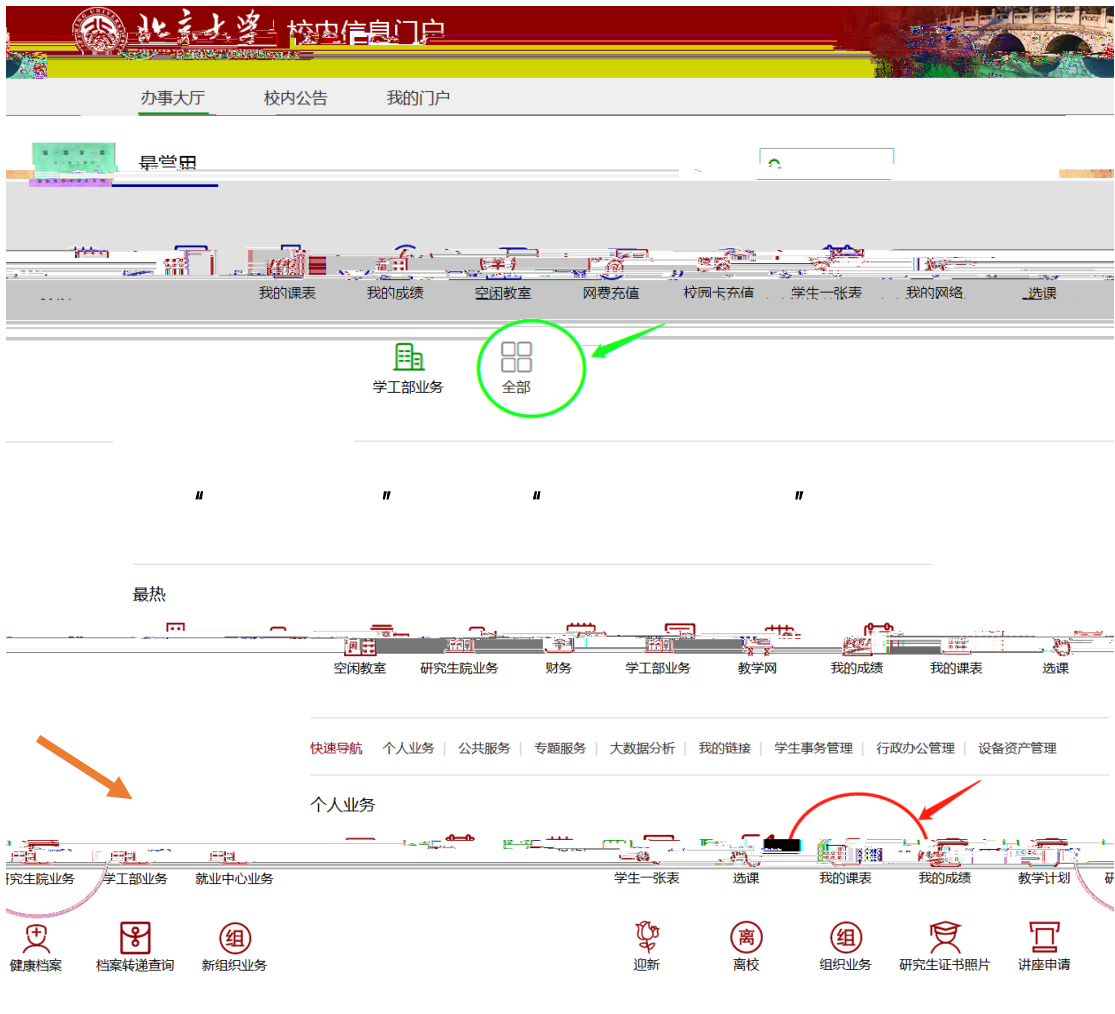 北京大学 校内信息门户
办事大厅 校内公告 我的门户
最常用
我的课表 我的成绩 空闲教室 网费充值 校园卡充值 学生一张表 我的网络 选课
学工部业务 全部
" " " "
最热
空闲教室 研究生院业务 财务 学工部业务 教学网 我的成绩 我的课表 选课
快速导航 个人业务 | 公共服务 | 专题服务 | 大数据分析 | 我的链接 | 学生事务管理 | 行政办公管理 | 设备资产管理
个人业务
研究生院业务 学工部业务 就业中心业务 学生一张表 选课 我的课表 我的成绩 教学计划
健康档案 档案转递查询 新组织业务 迎新 离校 组织业务 研究生证书照片 讲座申请